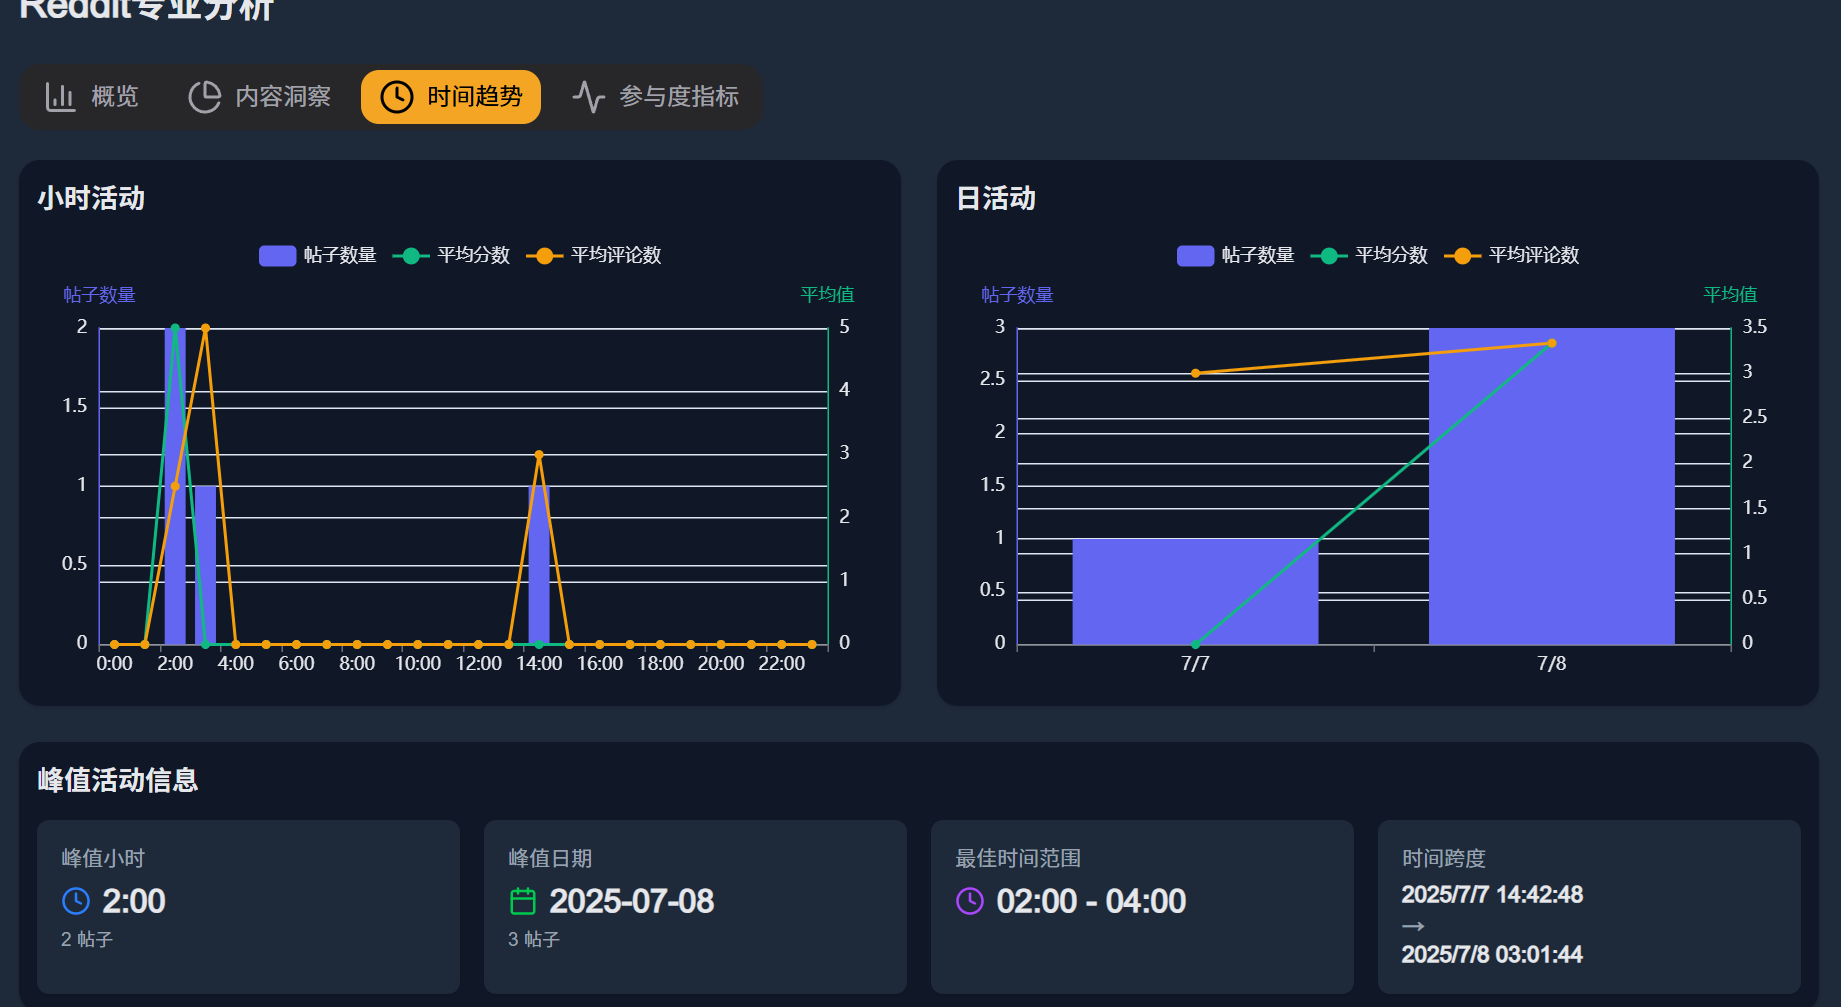 Reddit专业分析
概览
内容洞察
时间趋势
参与度指标
小时活动
帖子数量 平均分数 平均评论数
帖子数量 平均值
2
1.5
1
0.5
0
5
4
3
2
1
0
0:00 2:00 4:00 6:00 8:00 10:00 12:00 14:00 16:00 18:00 20:00 22:00
日活动
帖子数量 平均分数 平均评论数
帖子数量 平均值
3
2.5
2
1.5
1
0.5
0
3.5
3
2.5
2
1.5
1
0.5
0
7/7 7/8
峰值活动信息
峰值小时
2:00
2 帖子
峰值日期
2025-07-08
3 帖子
最佳时间范围
02:00 - 04:00
时间跨度
2025/7/7 14:42:48
→
2025/7/8 03:01:44